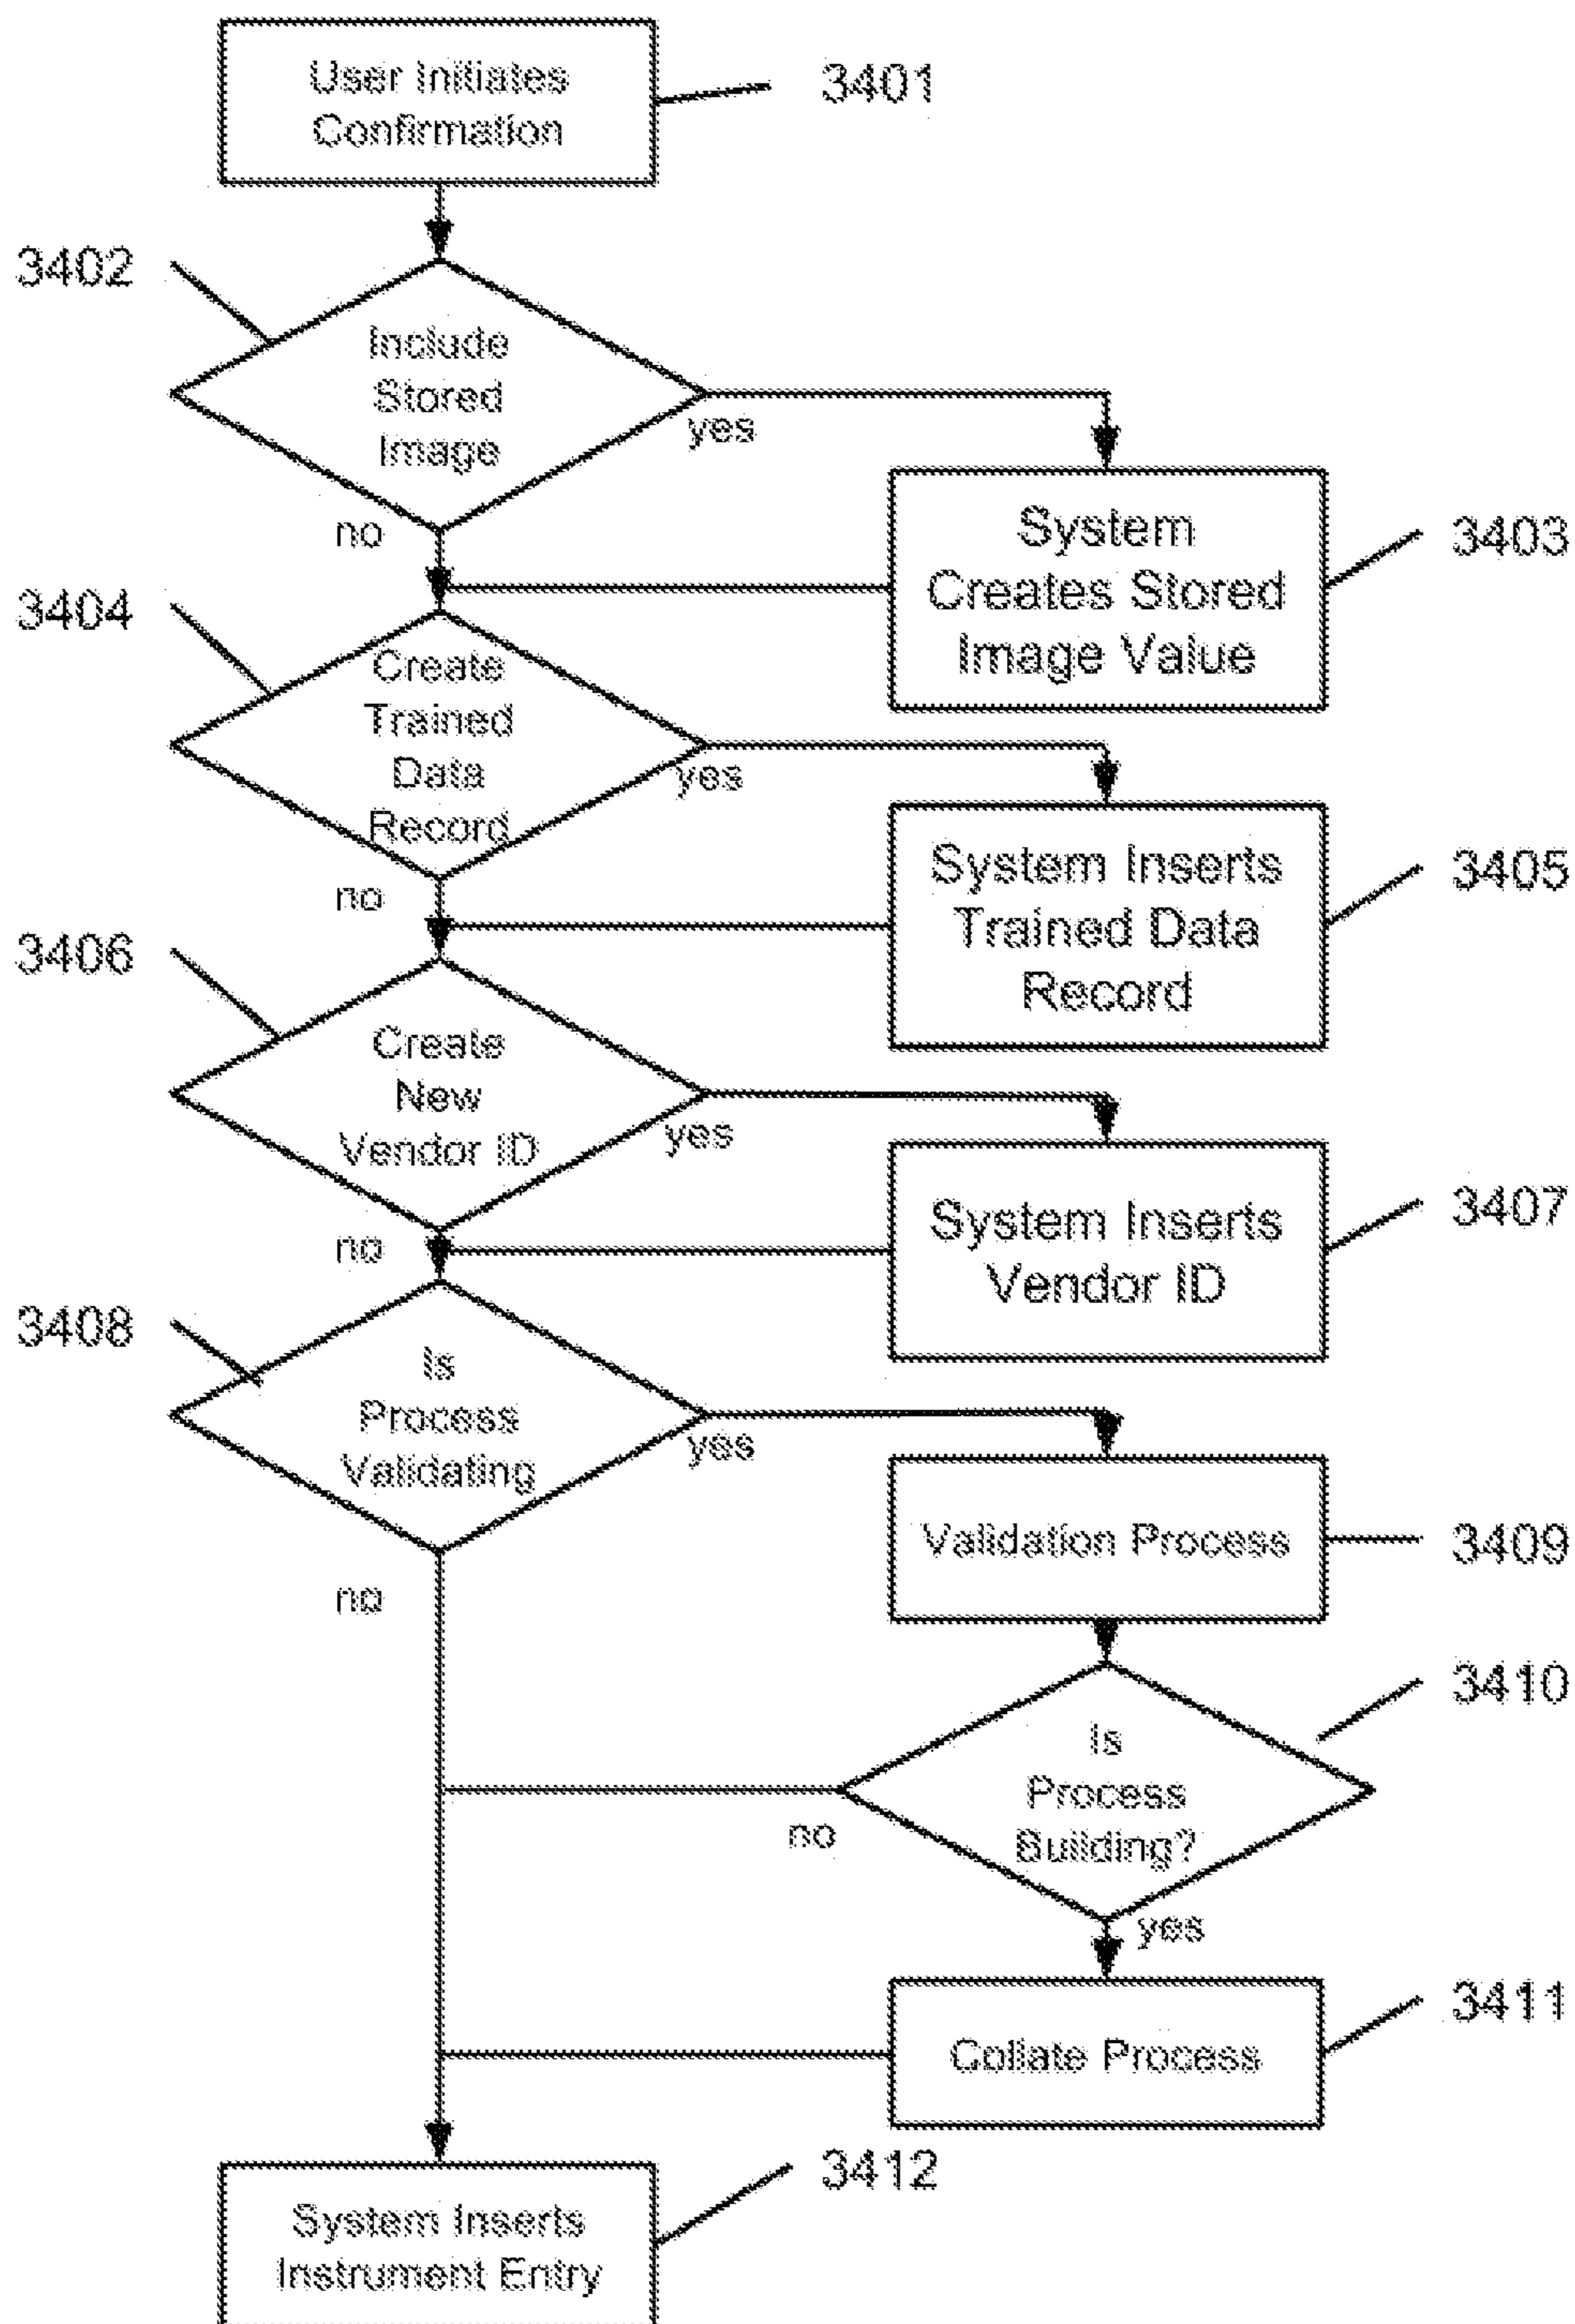 User Initiates
Confirmation
3401
3402
Include
Stored
Image
yes
no
System
Creates Stored
Image Value
3403
3404
Create
Trained
Data
Record
yes
no
System Inserts
Trained Data
Record
3405
3406
Create
New
Vendor ID
yes
no
System Inserts
Vendor ID
3407
3408
Is
Process
Validating
yes
no
Validation Process
3409
3410
Is
Process
Building?
no
yes
3411
Collate Process
3412
System Inserts
Instrument Entry